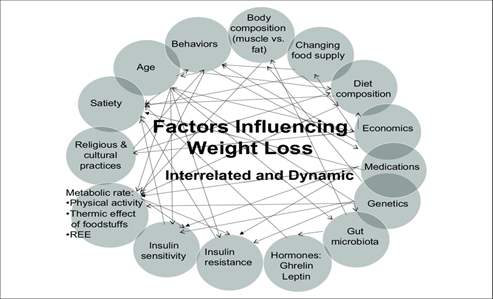 Factors Influencing
Weight Loss
Interrelated and Dynamic
Body
composition
(muscle vs.
fat)
Changing
food supply
Diet
composition
Economics
Medications
Genetics
Gut
microbiota
Hormones:
Ghrelin
Leptin
Insulin
resistance
Insulin
sensitivity
Metabolic rate:
•Physical activity
•Thermic effect
of foodstuffs
•REE
Religious &
cultural
practices
Satiety
Age
Behaviors